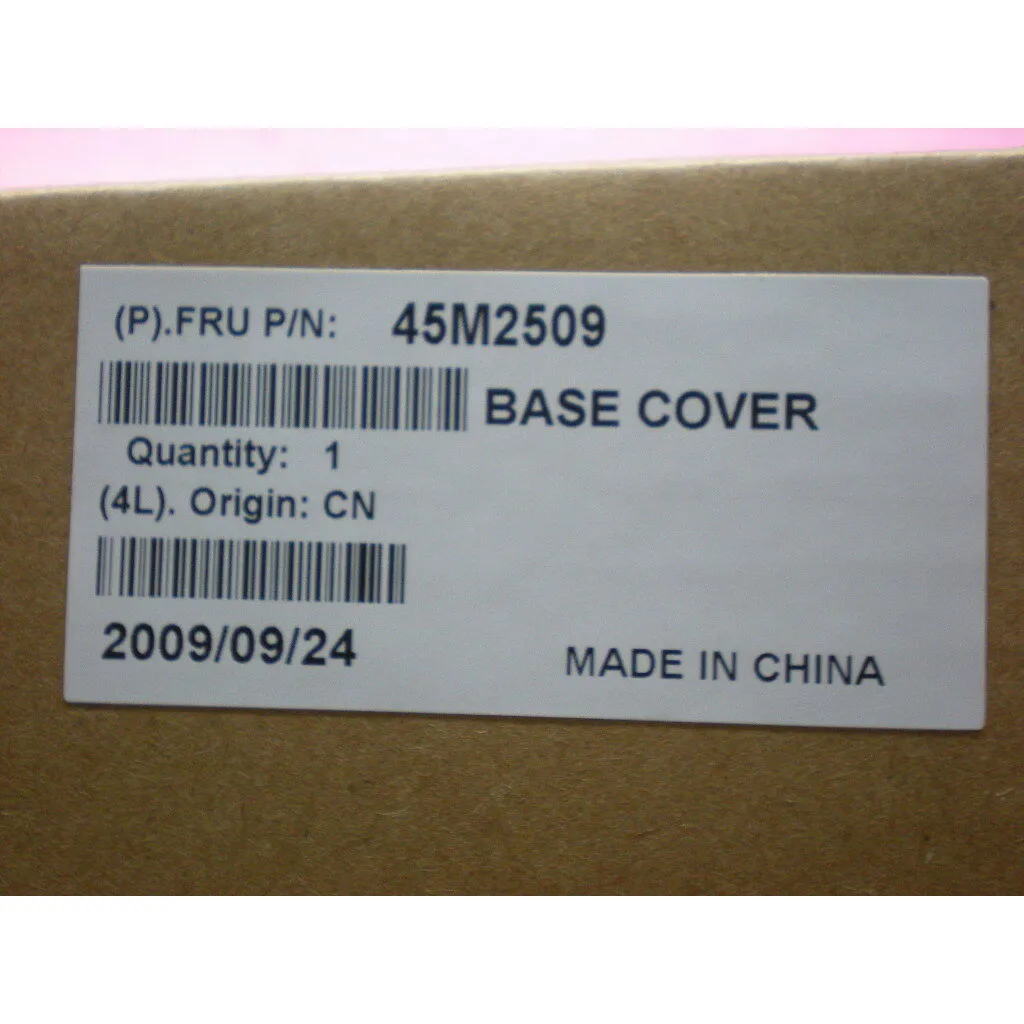 (P).FRU P/N: 45M2509
BASE COVER
Quantity: 1
(4L). Origin: CN
2009/09/24
MADE IN CHINA